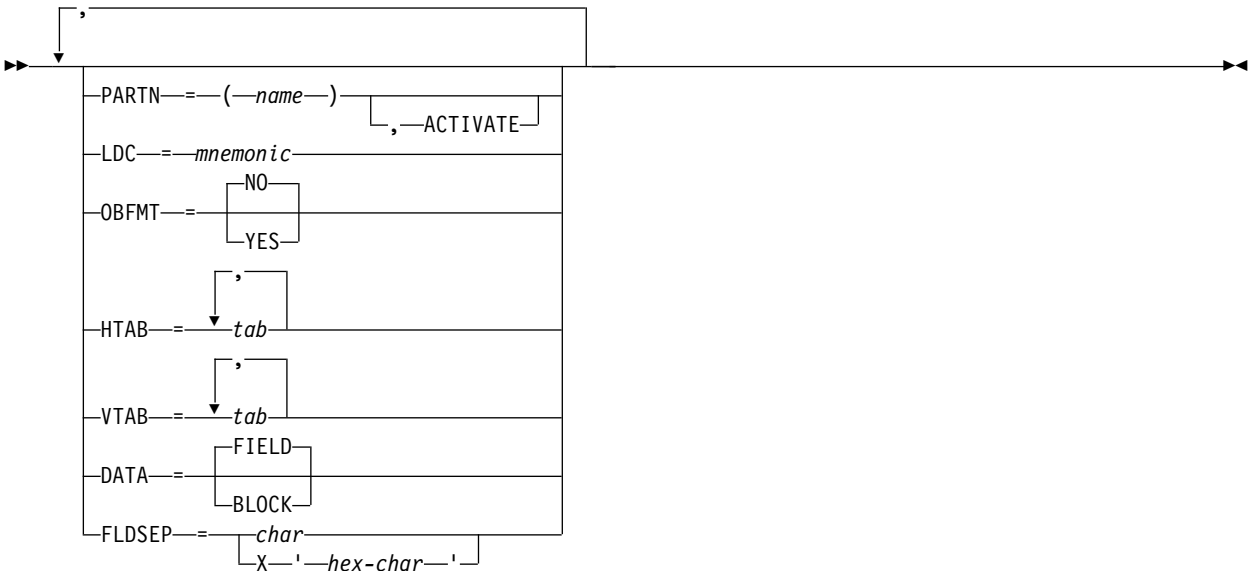 ,
PARTN = ( name )
, ACTIVATE
LDC = mnemonic
NO
OBFMT =
YES
,
HTAB = tab
,
VTAB = tab
FIELD
DATA =
BLOCK
FLDSEP = char
X ' hex-char '